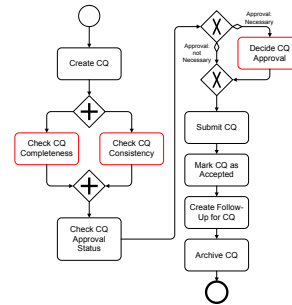 Create CQ
Check CQ
Completeness
Check CQ
Consistency
Check CQ
Approval
Status
Approval:
Necessary
Approval:
not
Necessary
Decide CQ
Approval
Submit CQ
Mark CQ as
Accepted
Create Follow-
Up for CQ
Archive CQ